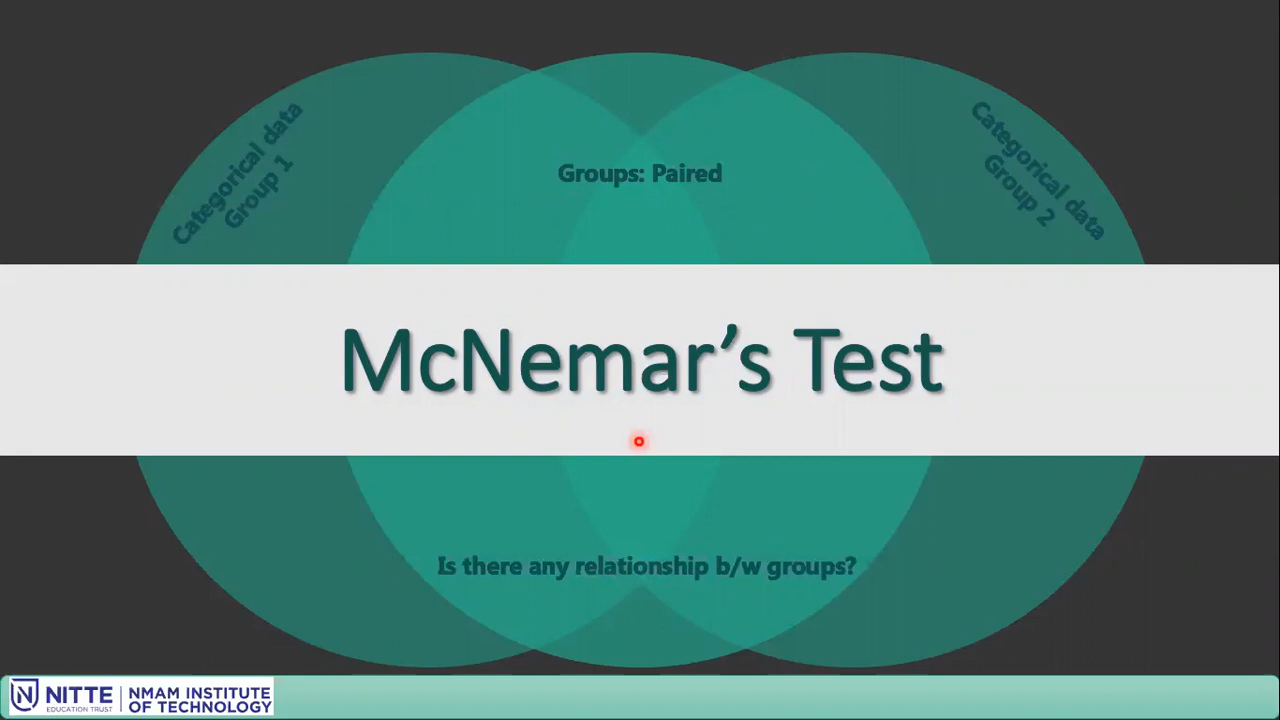 Categorical data
Group 1
Groups: Paired
Categorical data
Group 2
McNemar’s Test
Is there any relationship b/w groups?
NITTE
EDUCATION TRUST
NMAM INSTITUTE
OF TECHNOLOGY